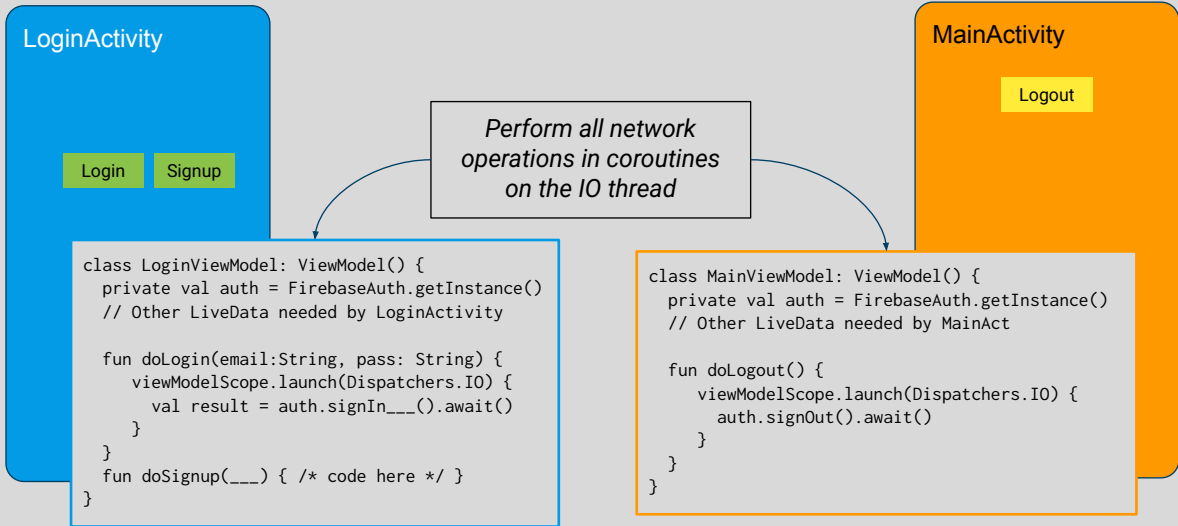 LoginActivity
Login
Signup
Perform all network
operations in coroutines
on the IO thread
MainActivity
Logout
class LoginViewModel: ViewModel() {
  private val auth = FirebaseAuth.getInstance()
  // Other LiveData needed by LoginActivity

  fun doLogin(email:String, pass: String) {
     viewModelScope.launch(Dispatchers.IO) {
       val result = auth.signIn___().await()
     }
  }
  fun doSignup(___) { /* code here */ }
}
class MainViewModel: ViewModel() {
  private val auth = FirebaseAuth.getInstance()
  // Other LiveData needed by MainAct

  fun doLogout() {
     viewModelScope.launch(Dispatchers.IO) {
       auth.signOut().await()
     }
  }
}